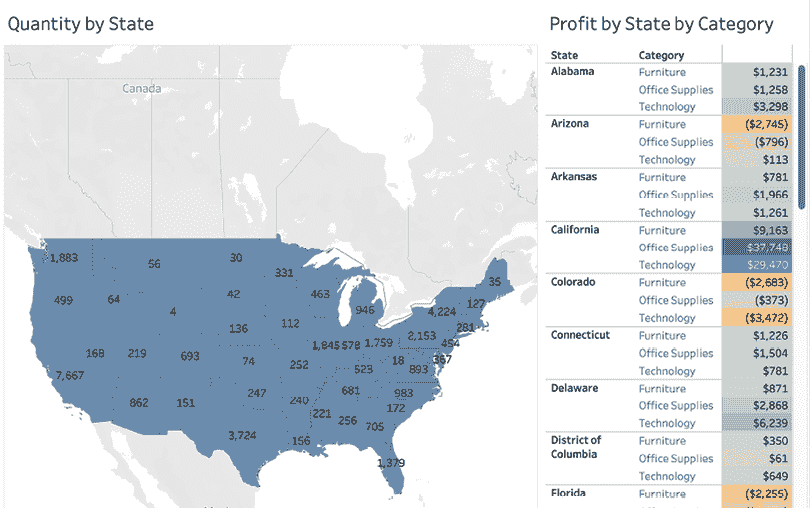 Quantity by State
Canada
1,883
56
30
331
35
499
64
42
463
946
4,224
127
4
281
136
112
2,153
1,845
578
1,759
454
168
219
693
74
252
18
367
7,667
523
893
681
983
862
151
247
240
172
221
256
705
3,724
156
1,379
Profit by State by Category
State Category
Alabama Furniture $1,231
Office Supplies $1,258
Technology $3,298
Arizona Furniture ($2,745)
Office Supplies ($796)
Technology $113
Arkansas Furniture $781
Office Supplies $1,966
Technology $1,261
California Furniture $9,163
Office Supplies
Technology $29,470
Colorado Furniture ($2,683)
Office Supplies ($373)
Technology ($3,472)
Connecticut Furniture $1,226
Office Supplies $1,504
Technology $781
Delaware Furniture $871
Office Supplies $2,868
Technology $6,239
District of Furniture $350
Columbia Office Supplies $61
Technology $649
Florida Furniture ($2,255)